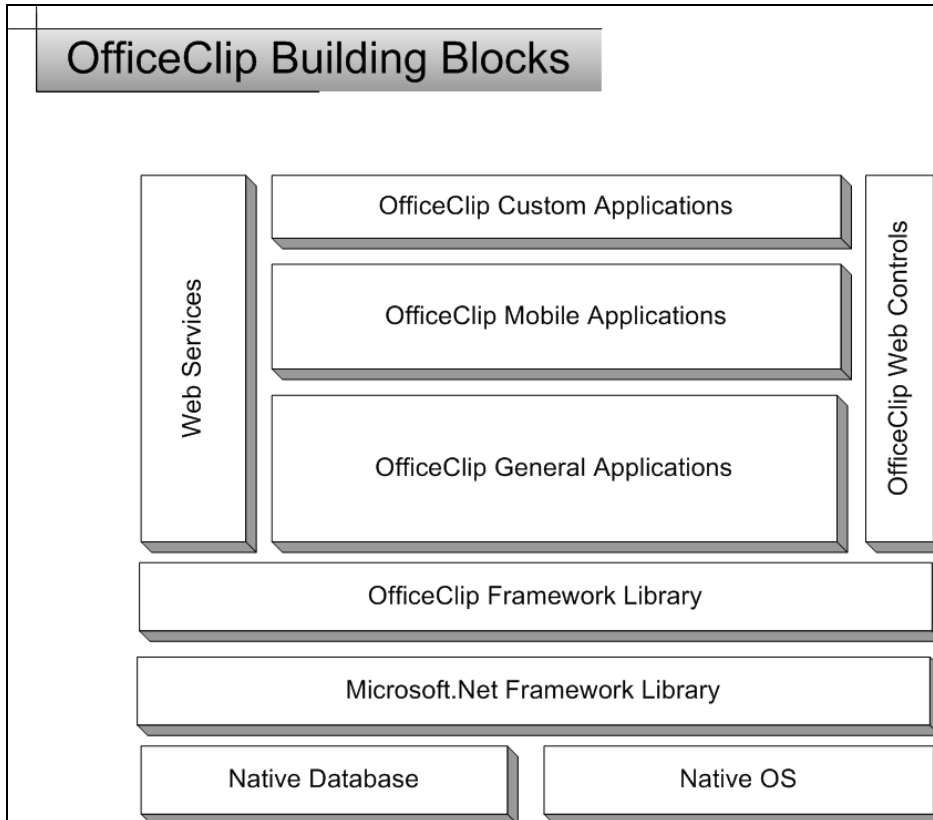 OfficeClip Building Blocks
Web Services
OfficeClip Custom Applications
OfficeClip Mobile Applications
OfficeClip General Applications
OfficeClip Web Controls
OfficeClip Framework Library
Microsoft.Net Framework Library
Native Database
Native OS